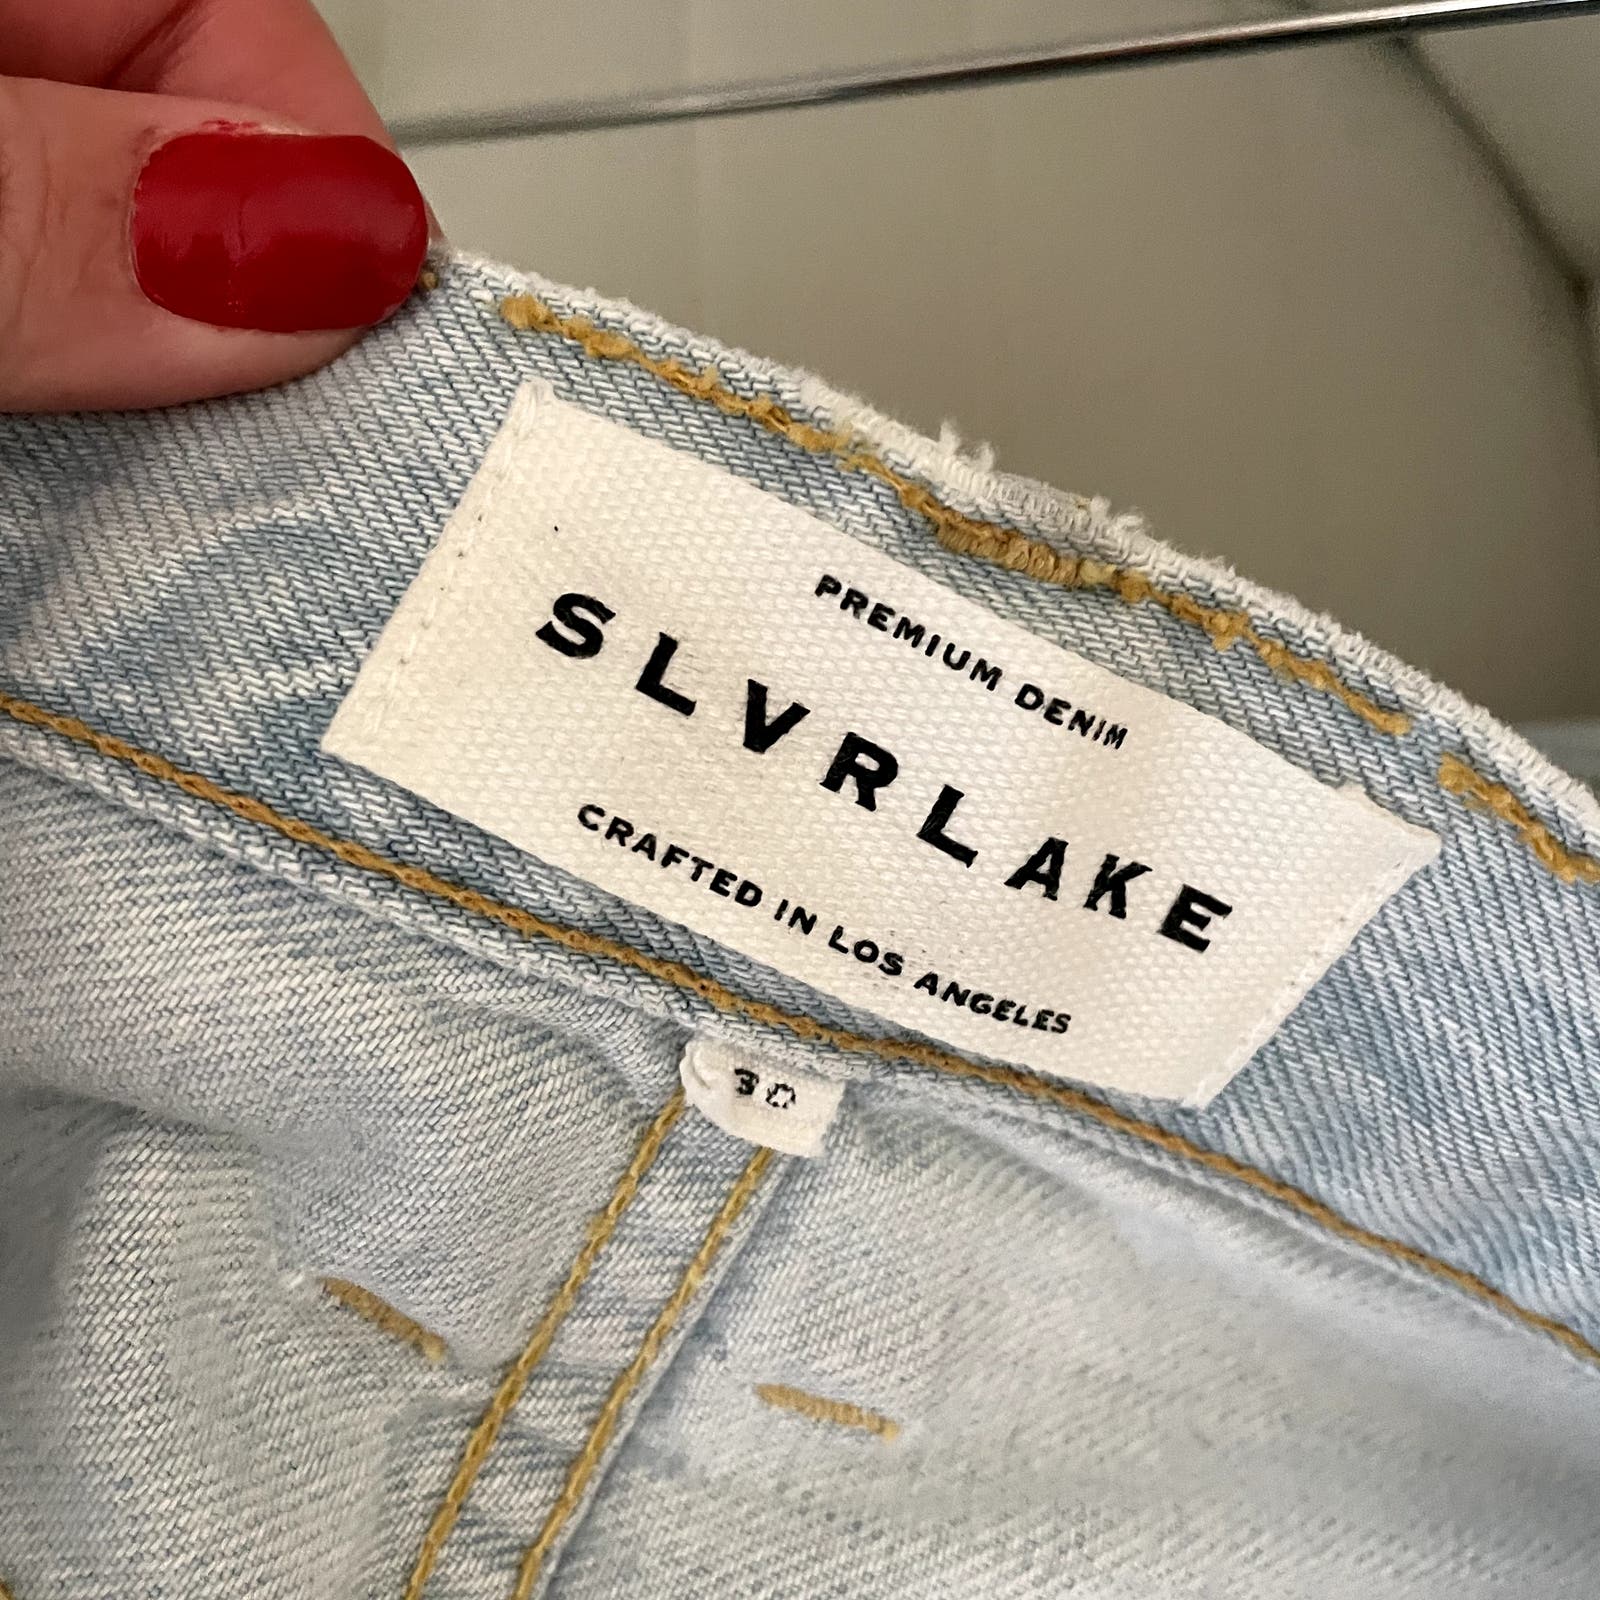 PREMIUM DENIM
SLVRLAKE
CRAFTED IN LOS ANGELES
30